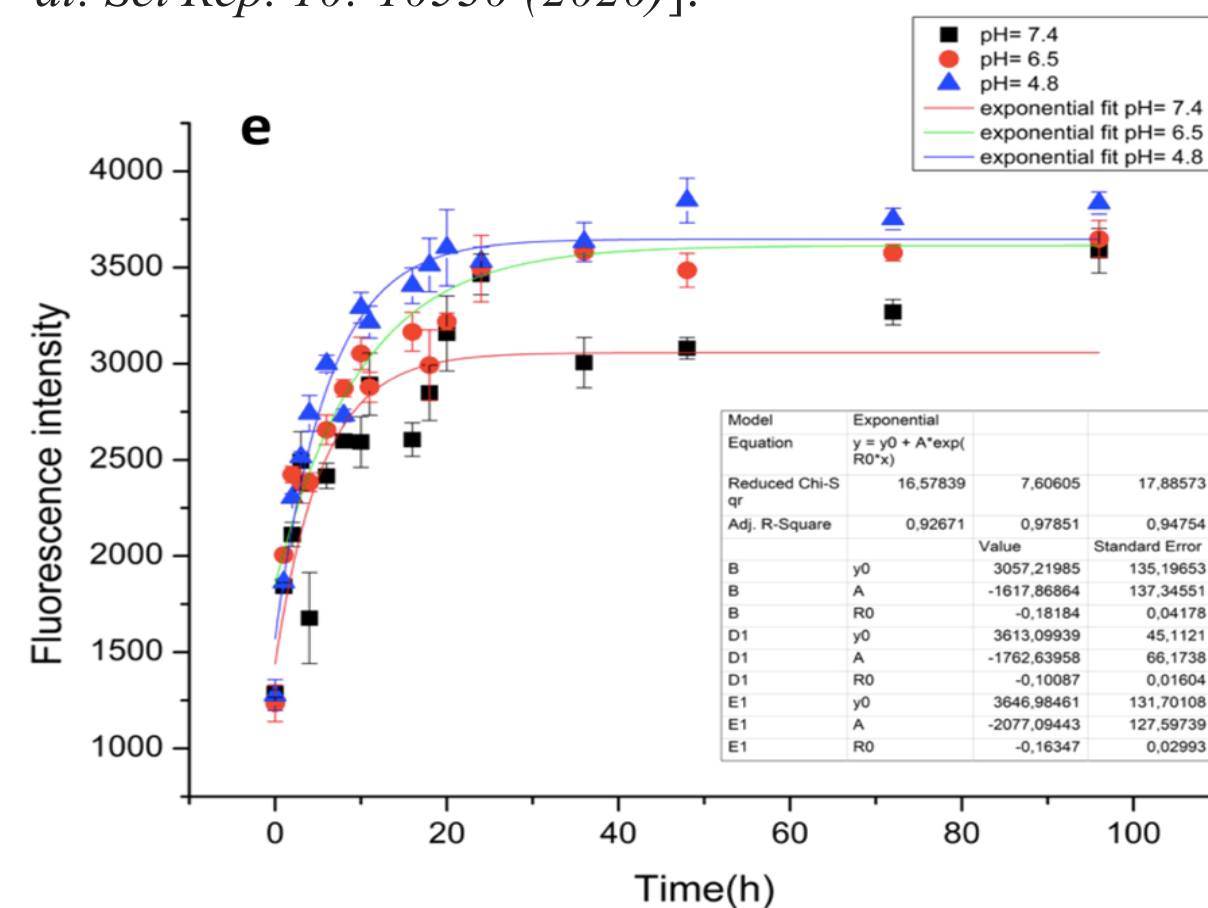 al. Sci Rep. 10: 10530 (2020)].
pH= 7.4
pH= 6.5
pH= 4.8
exponential fit pH= 7.4
exponential fit pH= 6.5
exponential fit pH= 4.8
e
4000
3500
3000
2500
2000
1500
1000
Fluorescence intensity
0 20 40 60 80 100
Time(h)
Model Exponential
Equation y = y0 + A*exp(
R0*x)
Reduced Chi-S 16,57839 7,60605 17,88573
qr
Adj. R-Square 0,92671 0,97851 0,94754
Value Standard Error
B y0 3057,21985 135,19653
B A -1617,86864 137,34551
B R0 -0,18184 0,04178
D1 y0 3613,09939 45,1121
D1 A -1762,63958 66,1738
D1 R0 -0,10087 0,01604
E1 y0 3646,98461 131,70108
E1 A -2077,09443 127,59739
E1 R0 -0,16347 0,02993